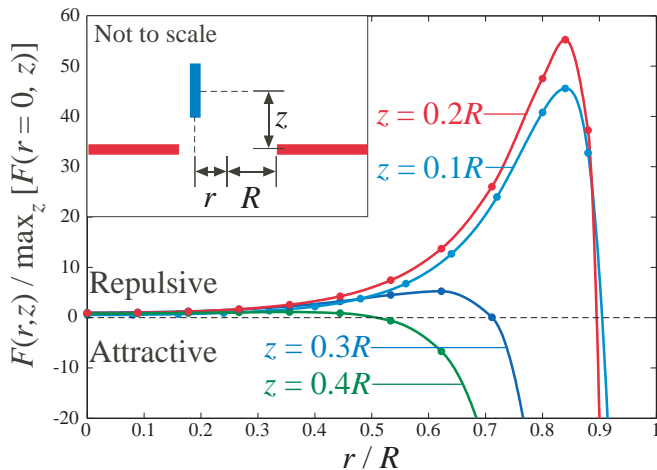 60
50
40
30
20
10
0
-10
-20
F(r,z) / max_z [F(r = 0, z)]
Not to scale
z
r
R
z = 0.2R
z = 0.1R
Repulsive
Attractive
z = 0.3R
z = 0.4R
0 0.1 0.2 0.3 0.4 0.5 0.6 0.7 0.8 0.9 1
r / R